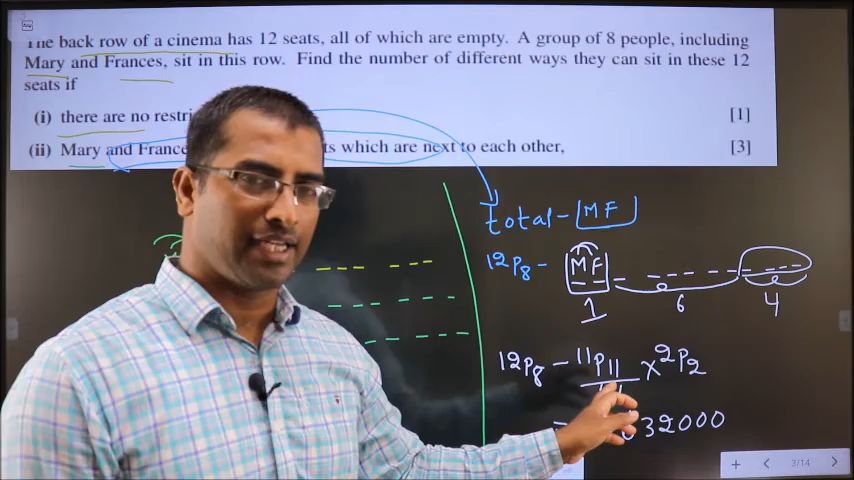 The back row of a cinema has 12 seats, all of which are empty. A group of 8 people, including
Mary and Frances, sit in this row. Find the number of different ways they can sit in these 12
seats if
(i) there are no restri [1]
(ii) Mary and France ts which are next to each other, [3]
total - MF
12P8 - MF
1 6 4
12P8 - 11P11 x 2P2
32000
3/14